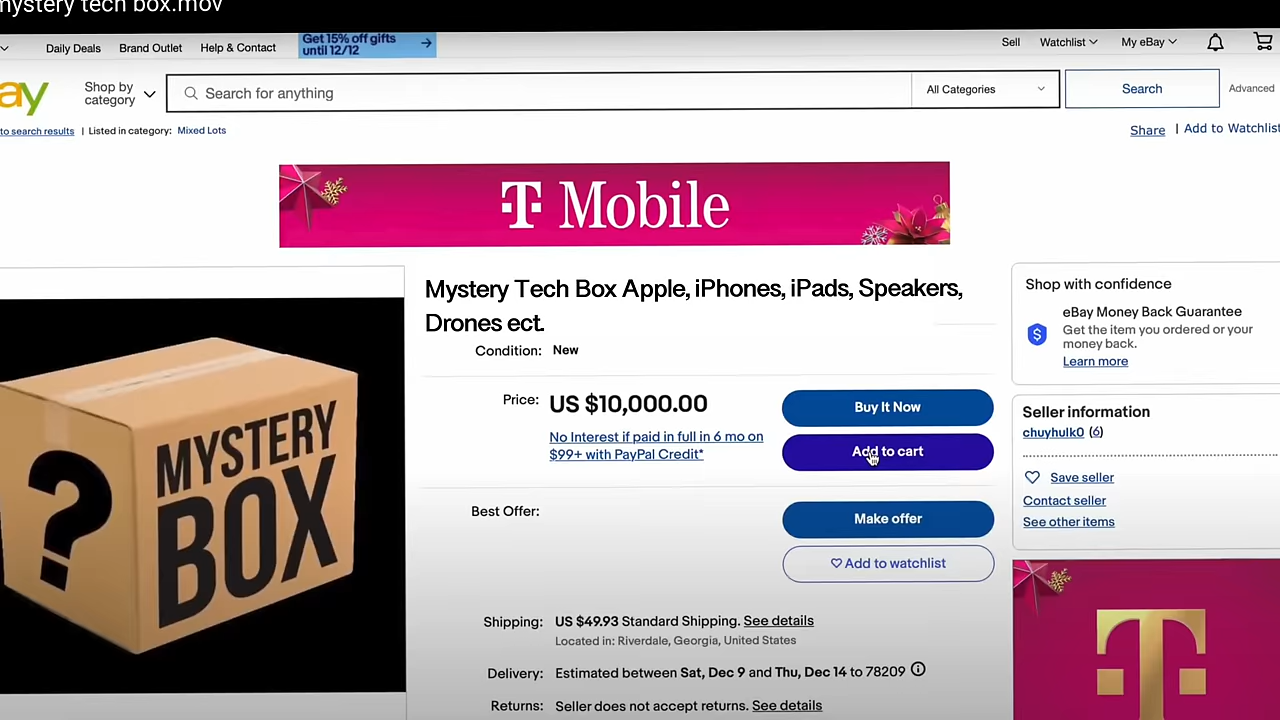 mystery tech box.mov
Daily Deals Brand Outlet Help & Contact
Get 15% off gifts
until 12/12
Sell Watchlist My eBay
ay
Shop by
category
Search for anything
All Categories
Search
Advanced
to search results | Listed in category: Mixed Lots
Share | Add to Watchlist
T Mobile
Mystery Tech Box Apple, iPhones, iPads, Speakers,
Drones ect.
Condition: New
Price: US $10,000.00
No Interest if paid in full in 6 mo on
$99+ with PayPal Credit*
Buy It Now
Add to cart
Best Offer:
Make offer
Add to watchlist
Shipping: US $49.93 Standard Shipping. See details
Located in: Riverdale, Georgia, United States
Delivery: Estimated between Sat, Dec 9 and Thu, Dec 14 to 78209
Returns: Seller does not accept returns. See details
?
MYSTERY
BOX
Shop with confidence
eBay Money Back Guarantee
Get the item you ordered or your
money back.
Learn more
Seller information
chuyhulk0 (6)
Save seller
Contact seller
See other items
T